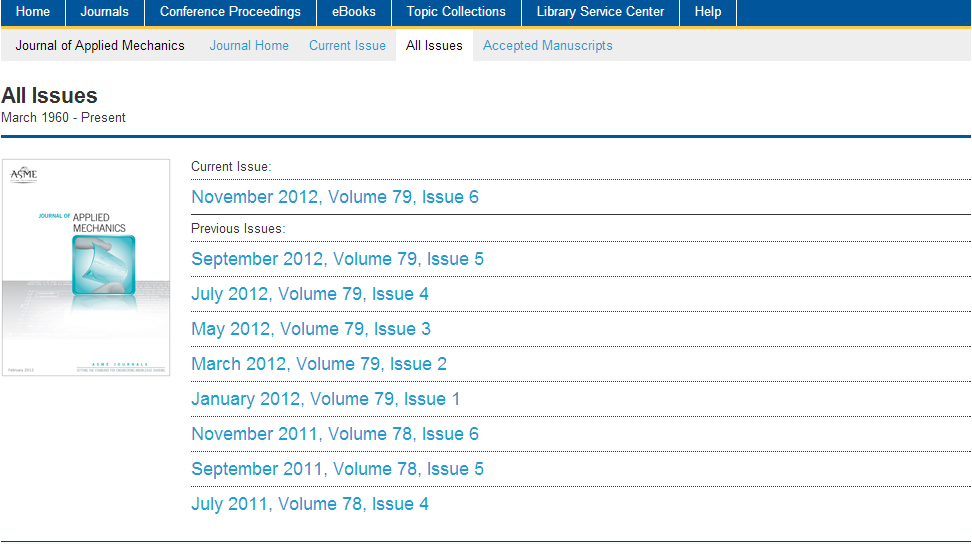 Home Journals Conference Proceedings eBooks Topic Collections Library Service Center Help
Journal of Applied Mechanics Journal Home Current Issue All Issues Accepted Manuscripts
All Issues
March 1960 - Present
ASME
JOURNAL OF APPLIED
MECHANICS
ASME JOURNALS
Current Issue:
November 2012, Volume 79, Issue 6
Previous Issues:
September 2012, Volume 79, Issue 5
July 2012, Volume 79, Issue 4
May 2012, Volume 79, Issue 3
March 2012, Volume 79, Issue 2
January 2012, Volume 79, Issue 1
November 2011, Volume 78, Issue 6
September 2011, Volume 78, Issue 5
July 2011, Volume 78, Issue 4